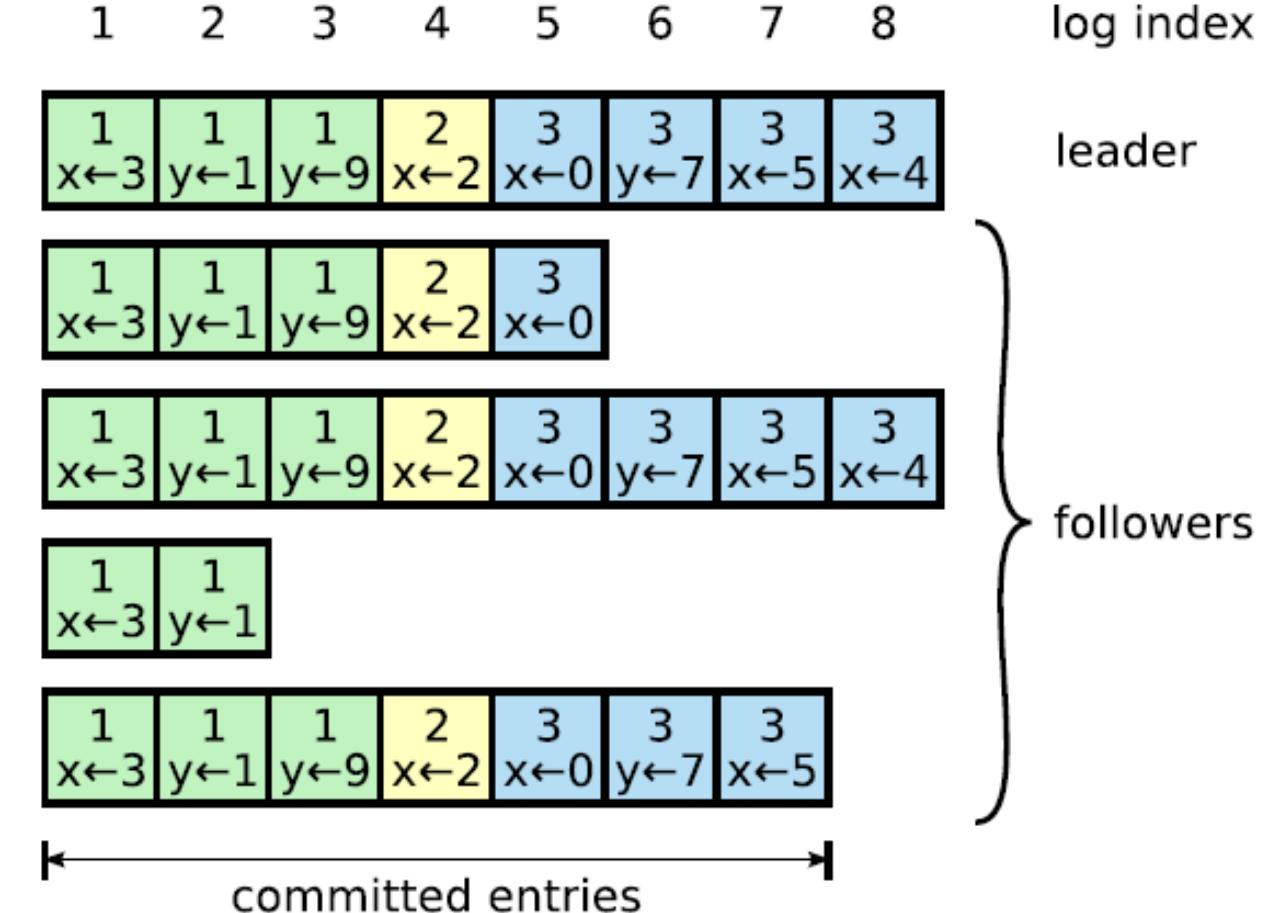 1 2 3 4 5 6 7 8 log index
1 1 1 2 3 3 3 3
x←3 y←1 y←9 x←2 x←0 y←7 x←5 x←4
leader
1 1 1 2 3
x←3 y←1 y←9 x←2 x←0
1 1 1 2 3 3 3 3
x←3 y←1 y←9 x←2 x←0 y←7 x←5 x←4
followers
1 1
x←3 y←1
1 1 1 2 3 3 3
x←3 y←1 y←9 x←2 x←0 y←7 x←5
committed entries